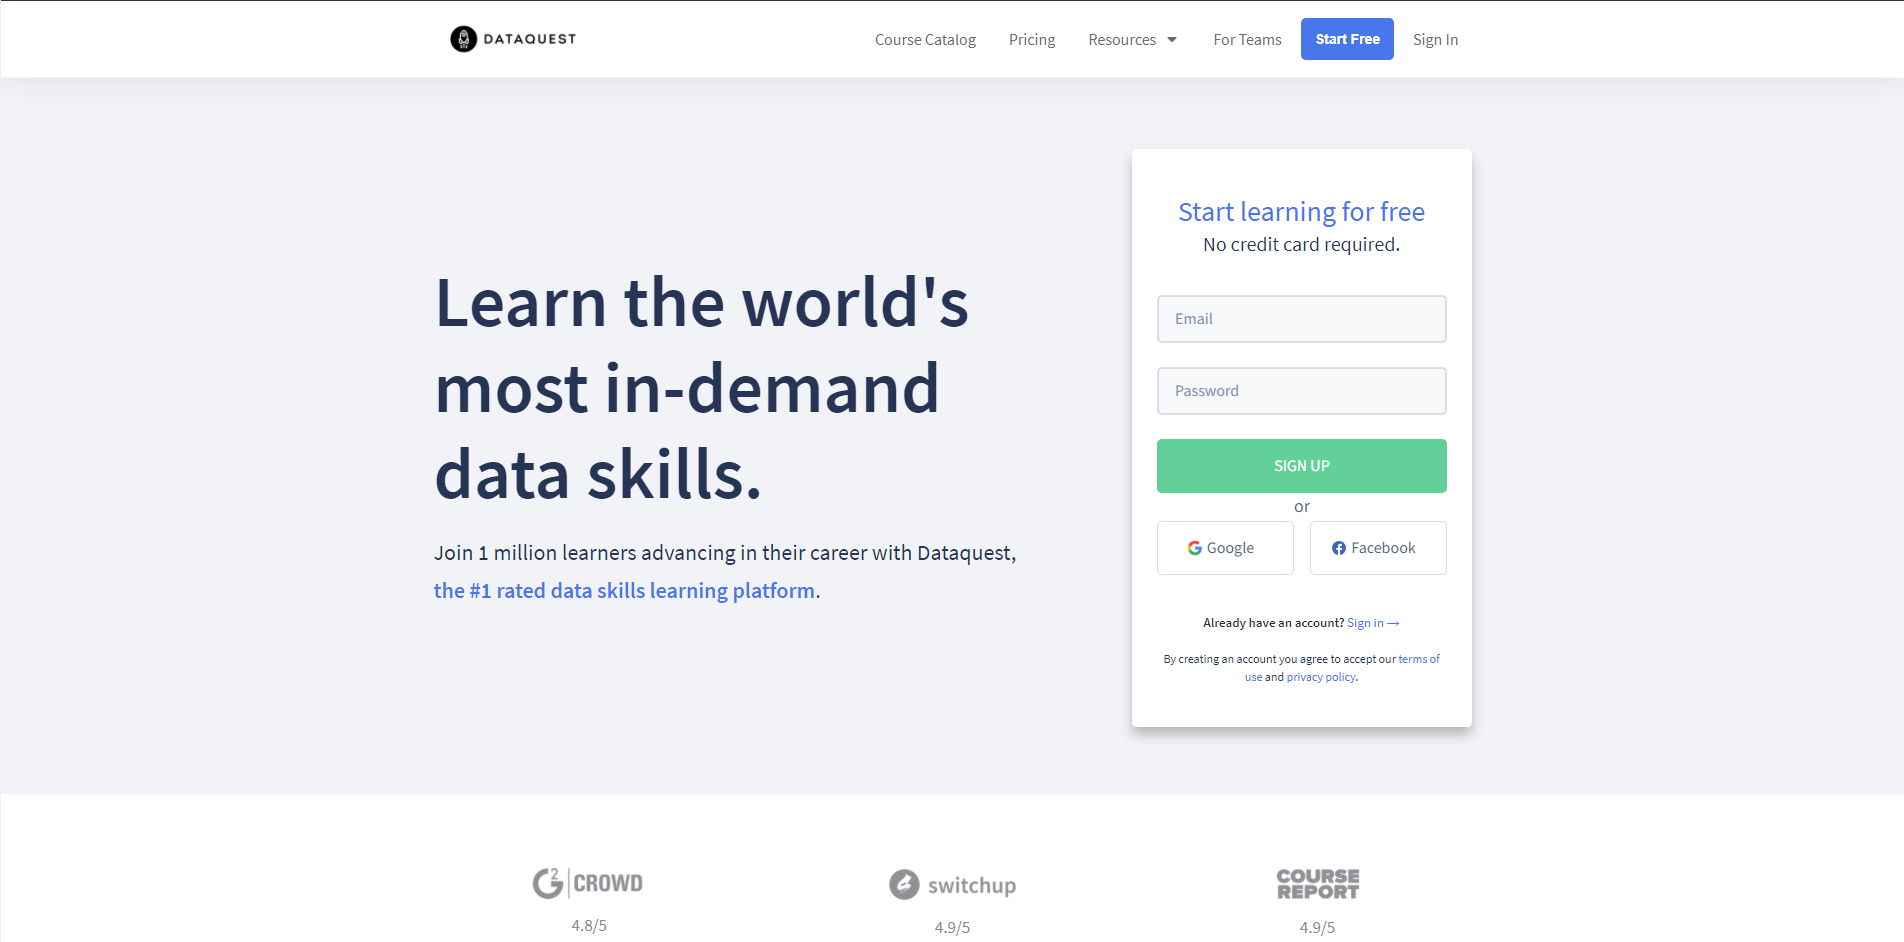 DATAQUEST
Course Catalog
Pricing
Resources
For Teams
Start Free
Sign In
Learn the world's
most in-demand
data skills.
Join 1 million learners advancing in their career with Dataquest,
the #1 rated data skills learning platform.
Start learning for free
No credit card required.
Email
Password
SIGN UP
or
Google
Facebook
Already have an account? Sign in →
By creating an account you agree to accept our terms of
use and privacy policy.
G2 | CROWD
4.8/5
switchup
4.9/5
COURSE
REPORT
4.9/5